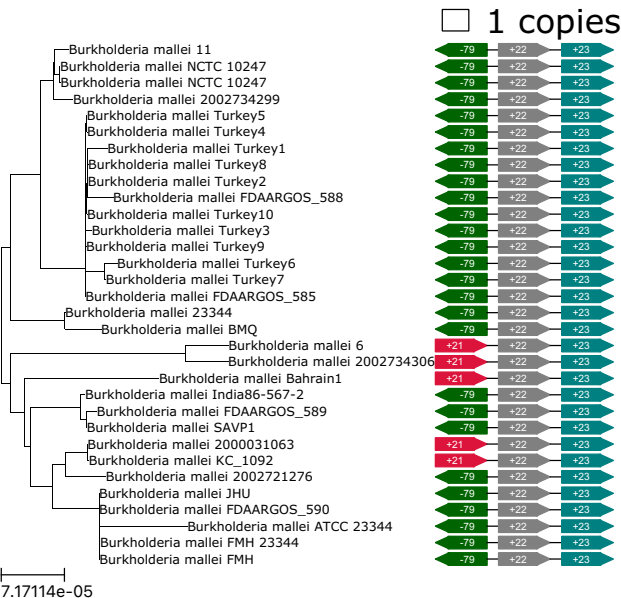 1 copies
Burkholderia mallei 11 -79 +22 +23
Burkholderia mallei NCTC 10247 -79 +22 +23
Burkholderia mallei NCTC 10247 -79 +22 +23
Burkholderia mallei 2002734299 -79 +22 +23
Burkholderia mallei Turkey5 -79 +22 +23
Burkholderia mallei Turkey4 -79 +22 +23
Burkholderia mallei Turkey1 -79 +22 +23
Burkholderia mallei Turkey8 -79 +22 +23
Burkholderia mallei Turkey2 -79 +22 +23
Burkholderia mallei FDAARGOS_588 -79 +22 +23
Burkholderia mallei Turkey10 -79 +22 +23
Burkholderia mallei Turkey3 -79 +22 +23
Burkholderia mallei Turkey9 -79 +22 +23
Burkholderia mallei Turkey6 -79 +22 +23
Burkholderia mallei Turkey7 -79 +22 +23
Burkholderia mallei FDAARGOS_585 -79 +22 +23
Burkholderia mallei 23344 -79 +22 +23
Burkholderia mallei BMQ -79 +22 +23
Burkholderia mallei 6 +21 +22 +23
Burkholderia mallei 2002734306 +21 +22 +23
Burkholderia mallei Bahrain1 +21 +22 +23
Burkholderia mallei India86-567-2 -79 +22 +23
Burkholderia mallei FDAARGOS_589 -79 +22 +23
Burkholderia mallei SAVP1 -79 +22 +23
Burkholderia mallei 2000031063 +21 +22 +23
Burkholderia mallei KC_1092 +21 +22 +23
Burkholderia mallei 2002721276 -79 +22 +23
Burkholderia mallei JHU -79 +22 +23
Burkholderia mallei FDAARGOS_590 -79 +22 +23
Burkholderia mallei ATCC 23344 -79 +22 +23
Burkholderia mallei FMH 23344 -79 +22 +23
Burkholderia mallei FMH -79 +22 +23
7.17114e-05